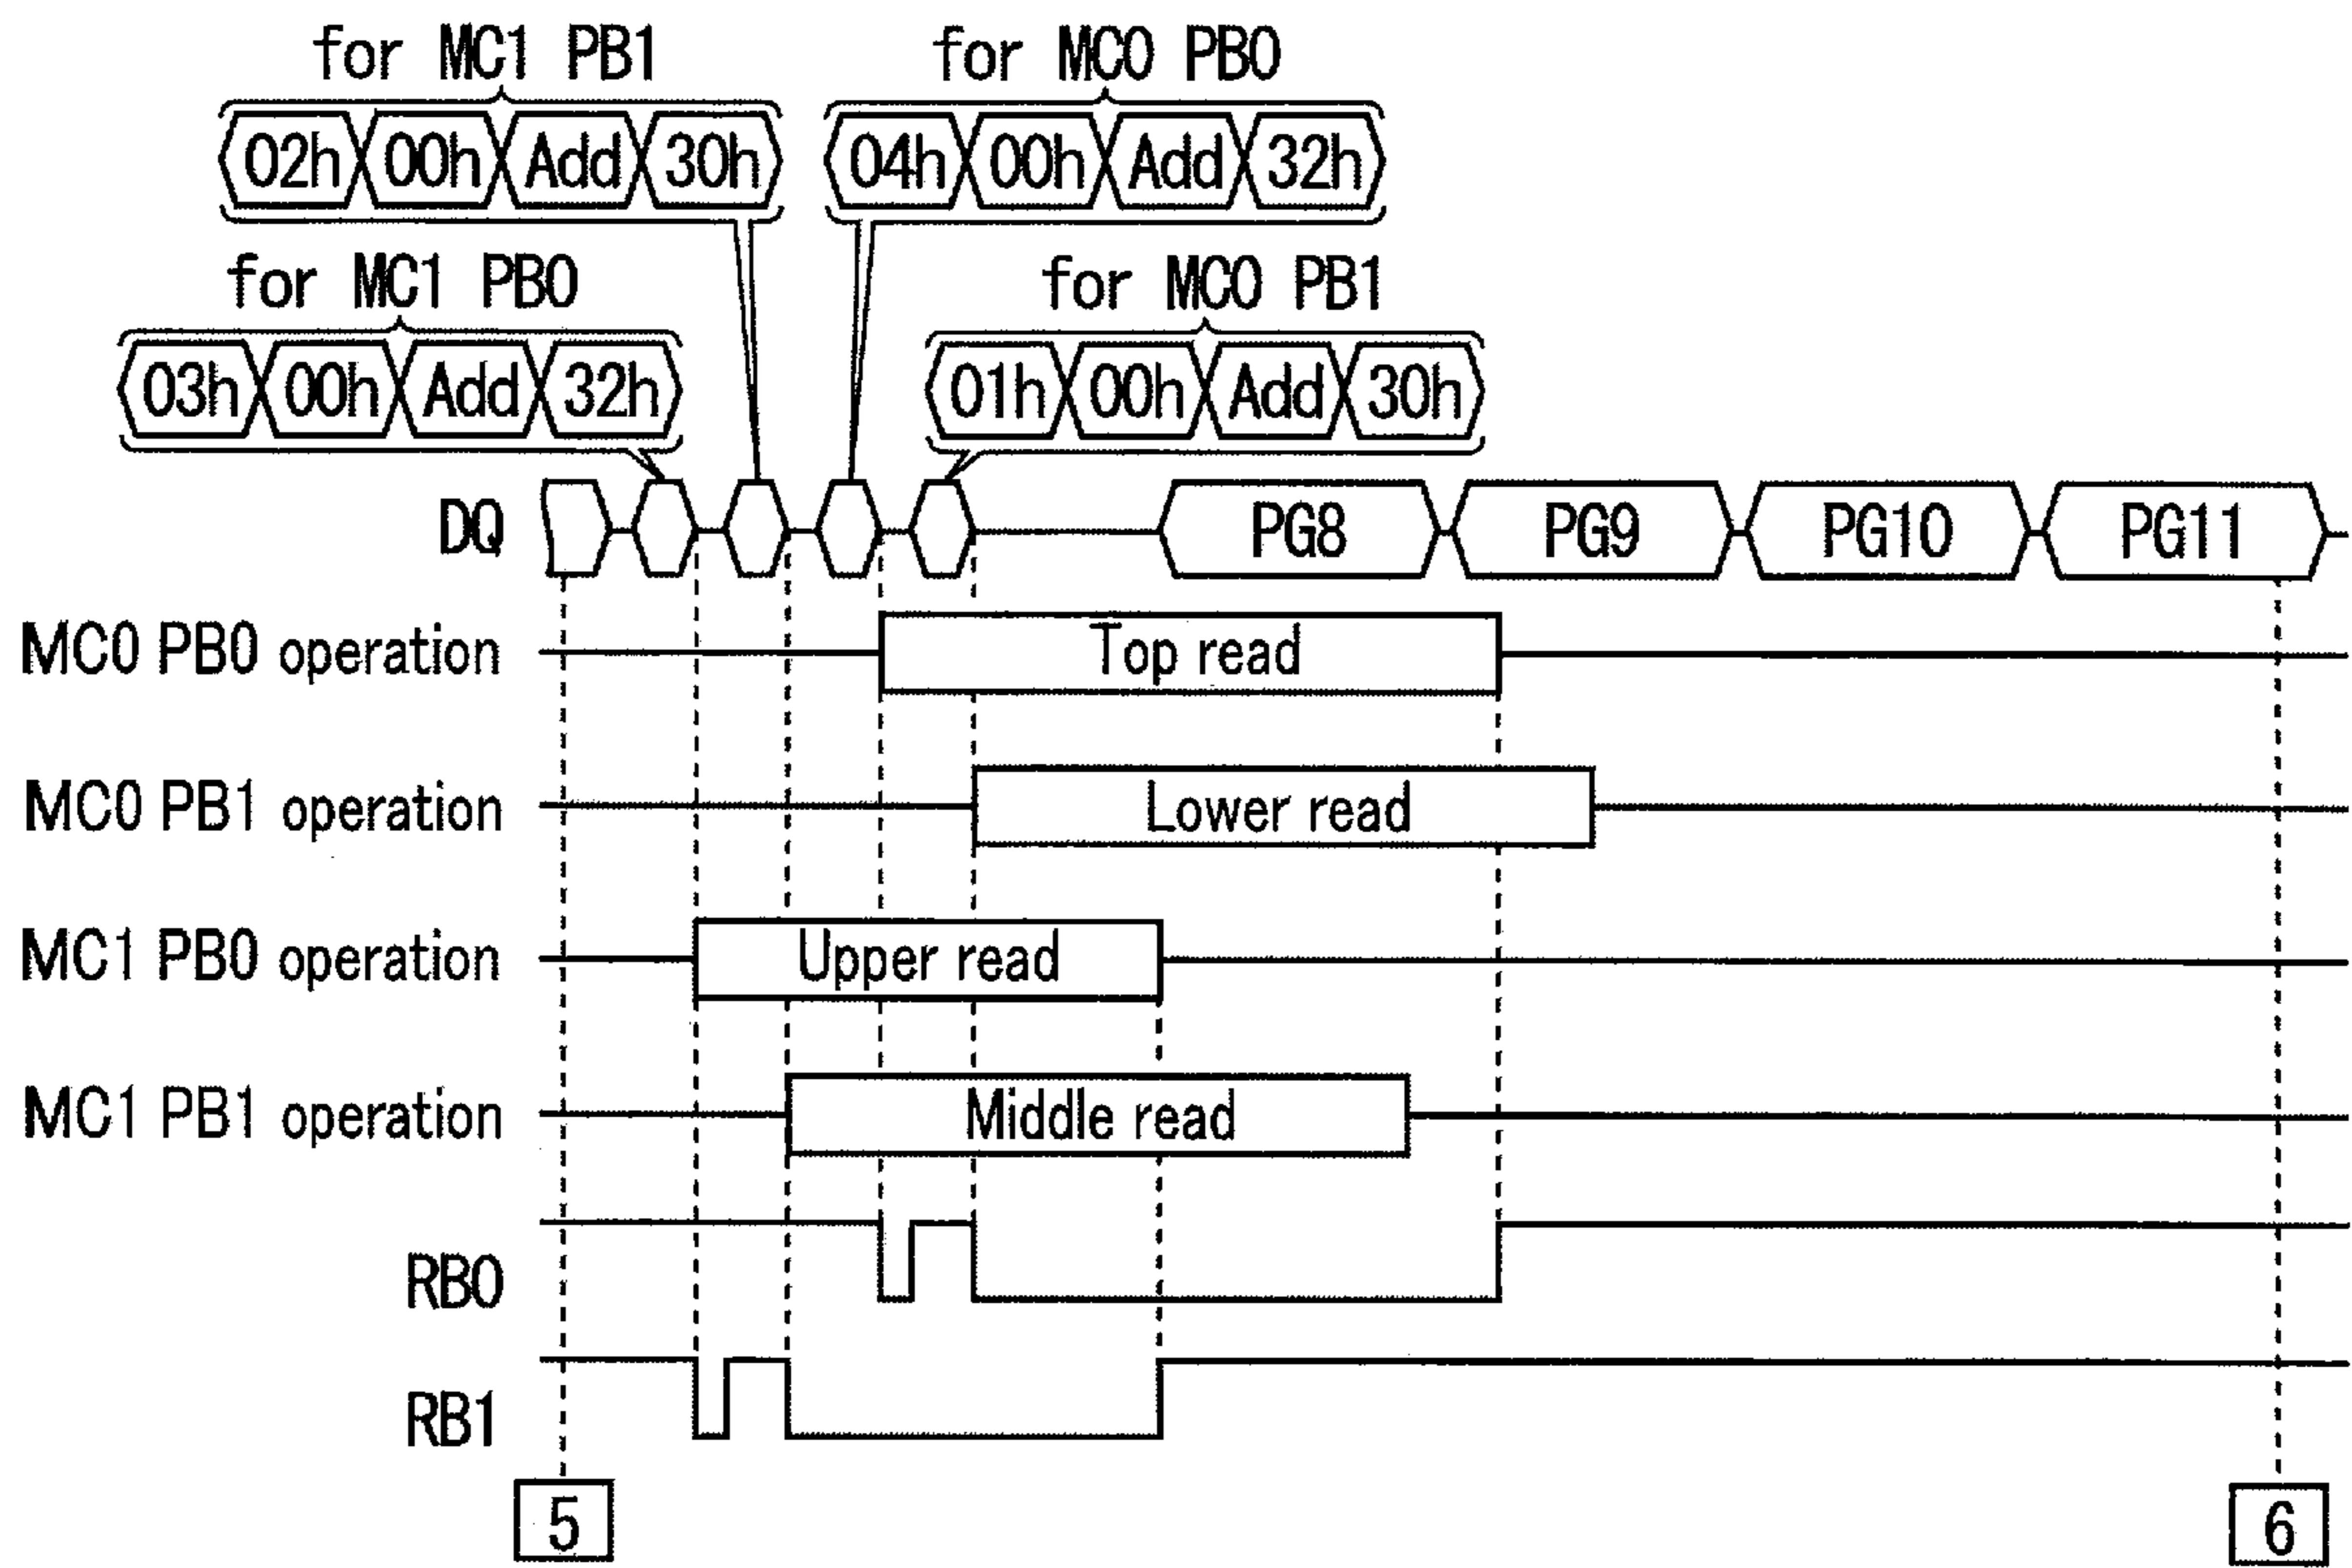 for MC1 PB1 for MC0 PB0
02h 00h Add 30h 04h 00h Add 32h
for MC1 PB0 for MC0 PB1
03h 00h Add 32h 01h 00h Add 30h
DQ PG8 PG9 PG10 PG11
MC0 PB0 operation Top read
MC0 PB1 operation Lower read
MC1 PB0 operation Upper read
MC1 PB1 operation Middle read
RB0
RB1
5 6